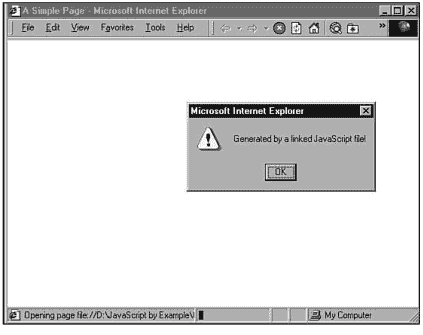 A Simple Page - Microsoft Internet Explorer
File Edit View Favorites Tools Help »
Microsoft Internet Explorer
Generated by a linked JavaScript file!
OK
Opening page file://D:\JavaScript by Example\ My Computer